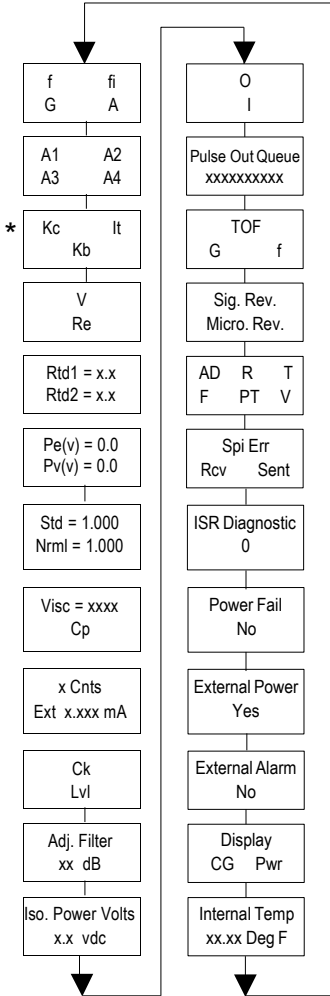 f fi
G A
A1 A2
A3 A4
* Kc It
Kb
V
Re
Rtd1 = x.x
Rtd2 = x.x
Pe(v) = 0.0
Pv(v) = 0.0
Std = 1.000
Nrml = 1.000
Visc = xxxx
Cp
x Cnts
Ext x.xxx mA
Ck
Lvl
Adj. Filter
xx dB
Iso. Power Volts
x.x vdc
O
I
Pulse Out Queue
xxxxxxxxxx
TOF
G f
Sig. Rev.
Micro. Rev.
AD R T
F PT V
Spi Err
Rcv Sent
ISR Diagnostic
0
Power Fail
No
External Power
Yes
External Alarm
No
Display
CG Pwr
Internal Temp
xx.xx Deg F